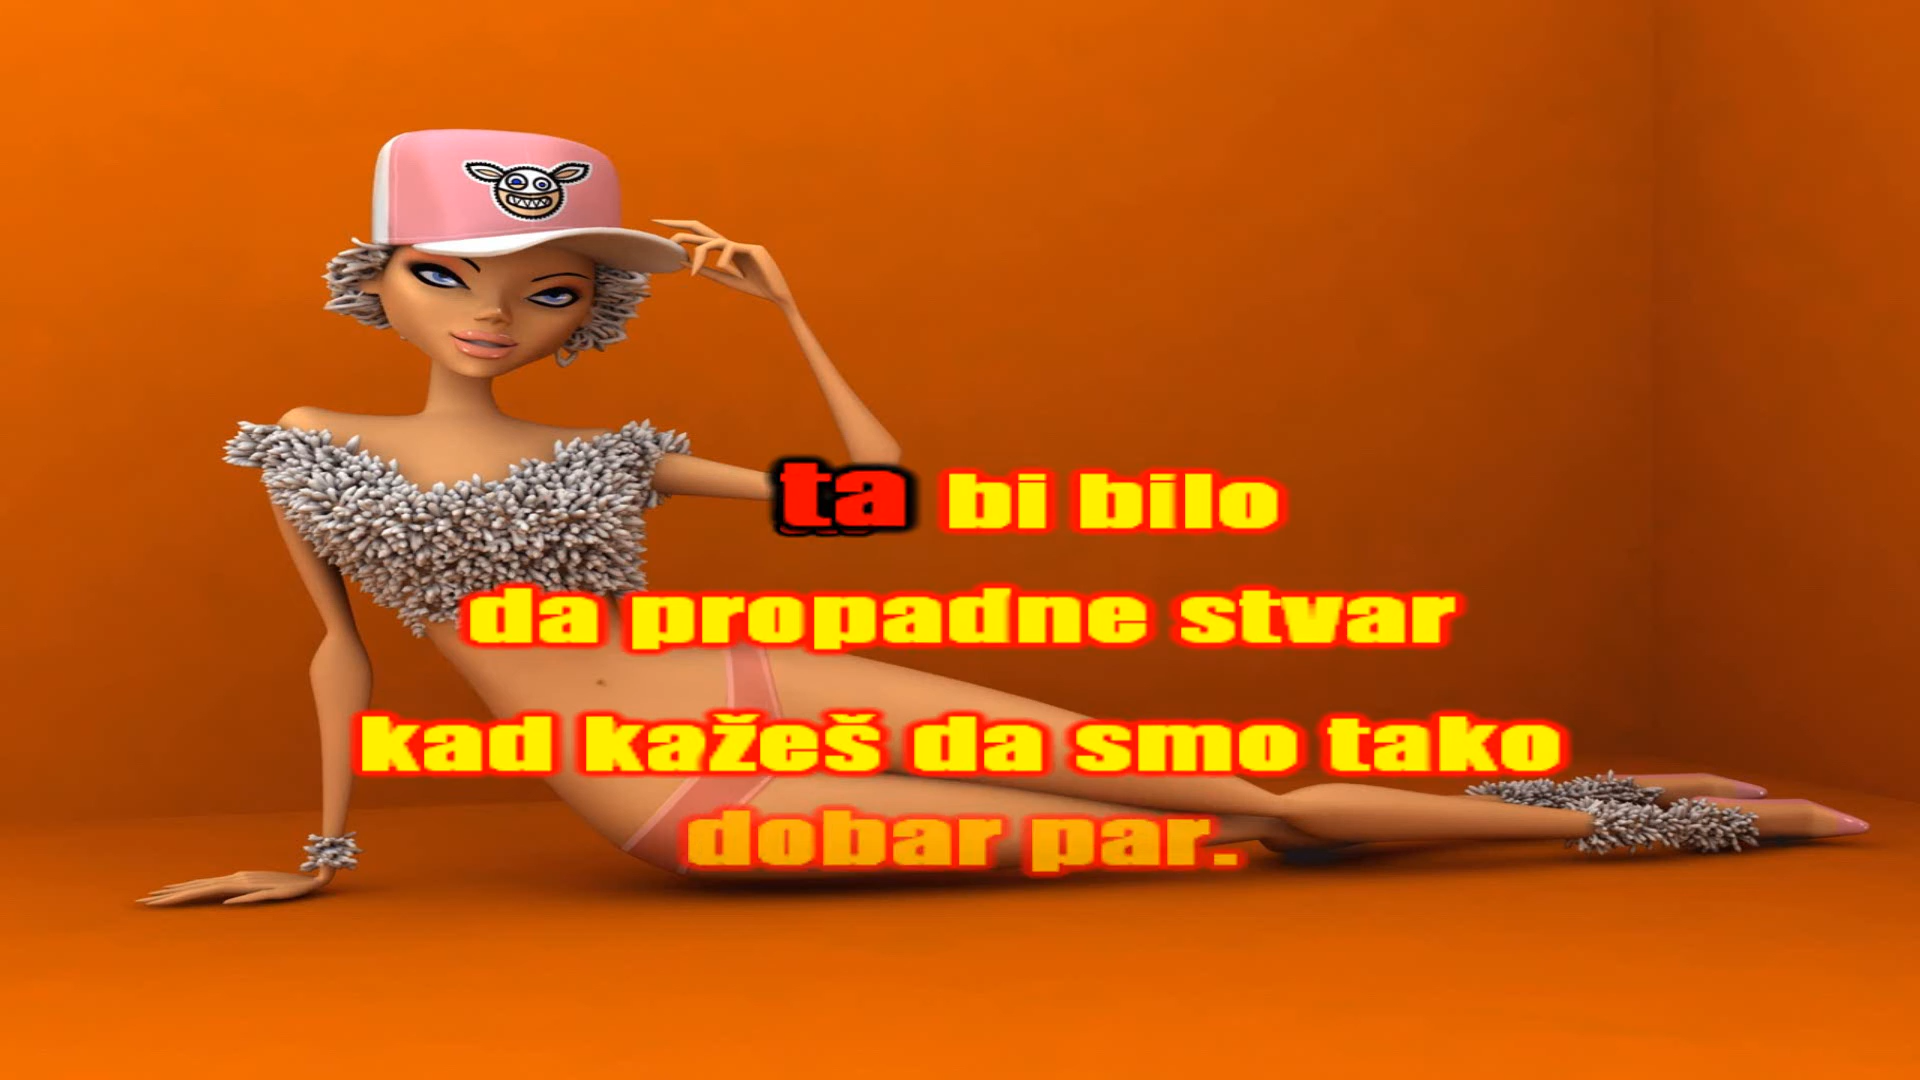 ta bi bilo
da propadne stvar
kad kažeš da smo tako
dobar par.